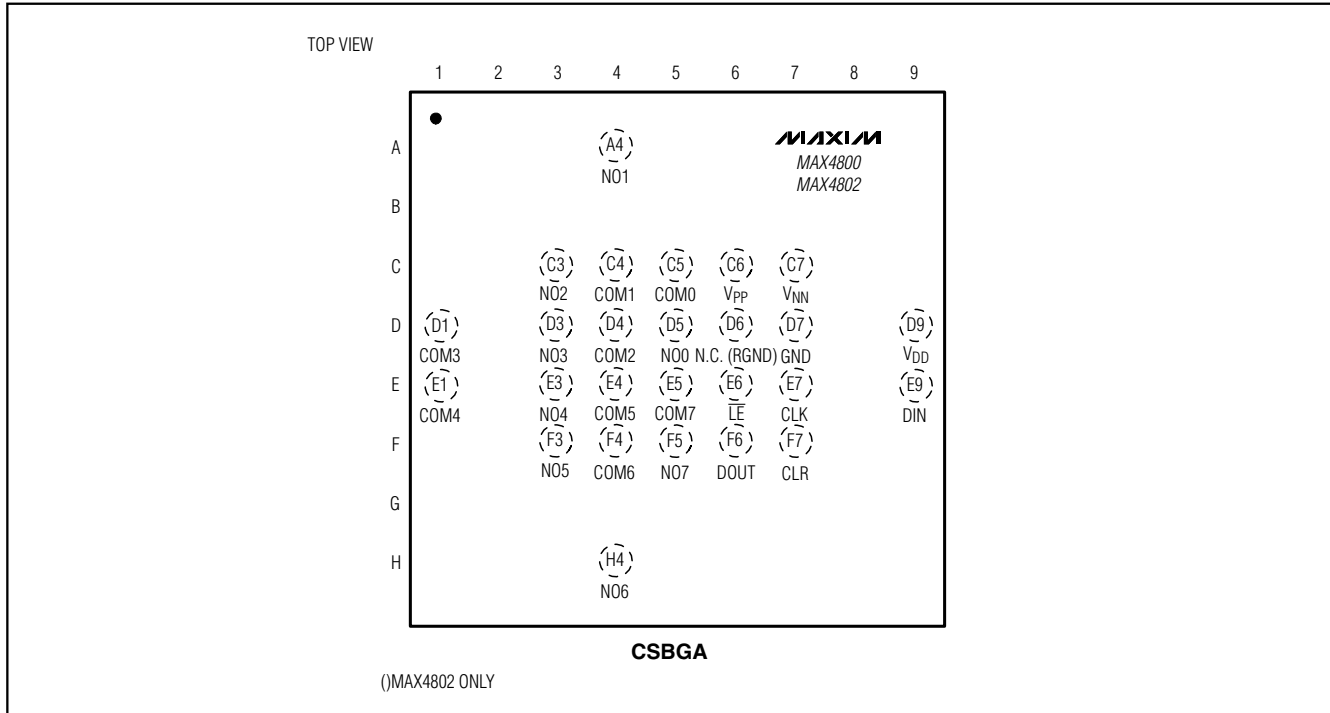 TOP VIEW
1 2 3 4 5 6 7 8 9
A
A4
NO1
MAXIM
MAX4800
MAX4802
B
C
C3 C4 C5 C6 C7
NO2 COM1 COM0 VPP VNN
D
D1 D3 D4 D5 D6 D7 D9
COM3 NO3 COM2 NO0 N.C. (RGND) GND VDD
E
E1 E3 E4 E5 E6 E7 E9
COM4 NO4 COM5 COM7 L̅E̅ CLK DIN
F
F3 F4 F5 F6 F7
NO5 COM6 NO7 DOUT CLR
G
H
H4
NO6
CSBGA
()MAX4802 ONLY